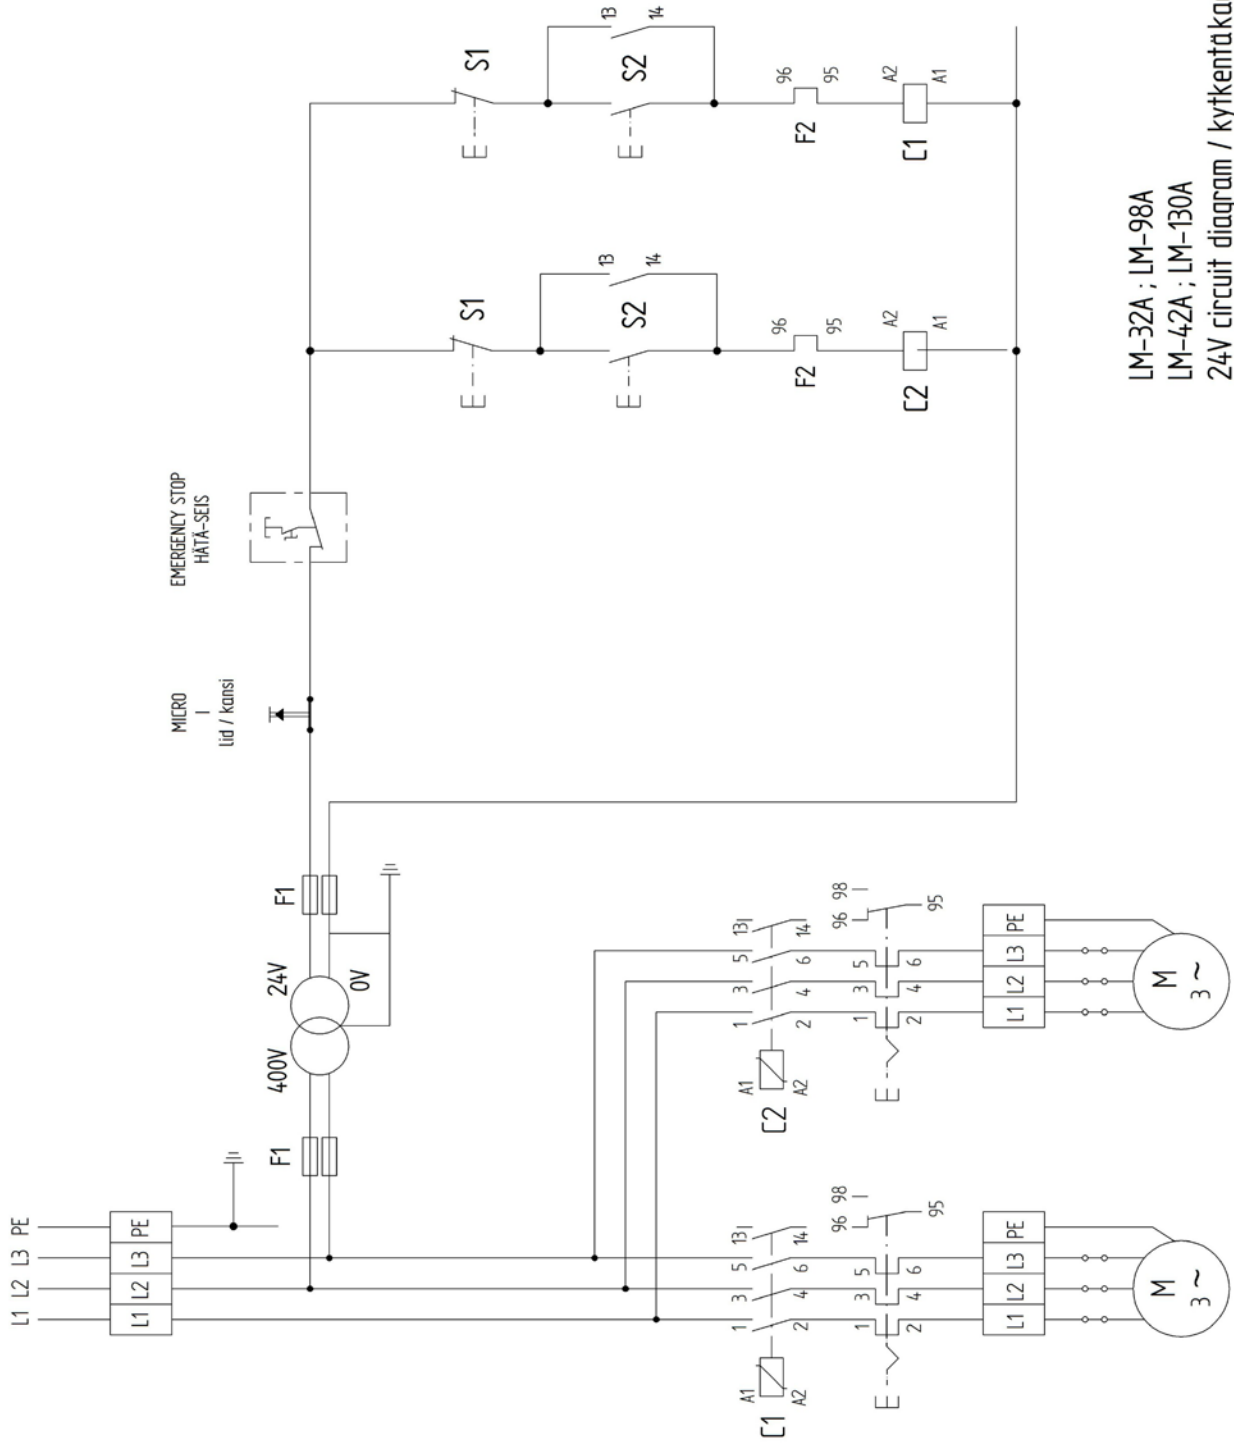 L1 L2 L3 PE
L1 L2 L3 PE
MICRO
lid / kansi
EMERGENCY STOP
HÄTÄ-SEIS
F1
400V
24V
F1
0V
S1
S1
13
14
S2
13
14
S2
F2
96
95
F2
96
95
C2
A2
A1
C1
A2
A1
C1
A1
A2
1 3 5 13
2 4 6 14
C2
A1
A2
1 3 5 13
2 4 6 14
1 3 5 96 98
2 4 6 95
1 3 5 96 98
2 4 6 95
L1 L2 L3 PE
L1 L2 L3 PE
M
3 ~
M
3 ~
LM-32A ; LM-98A
LM-42A ; LM-130A
24V circuit diagram / kytkentäkaa